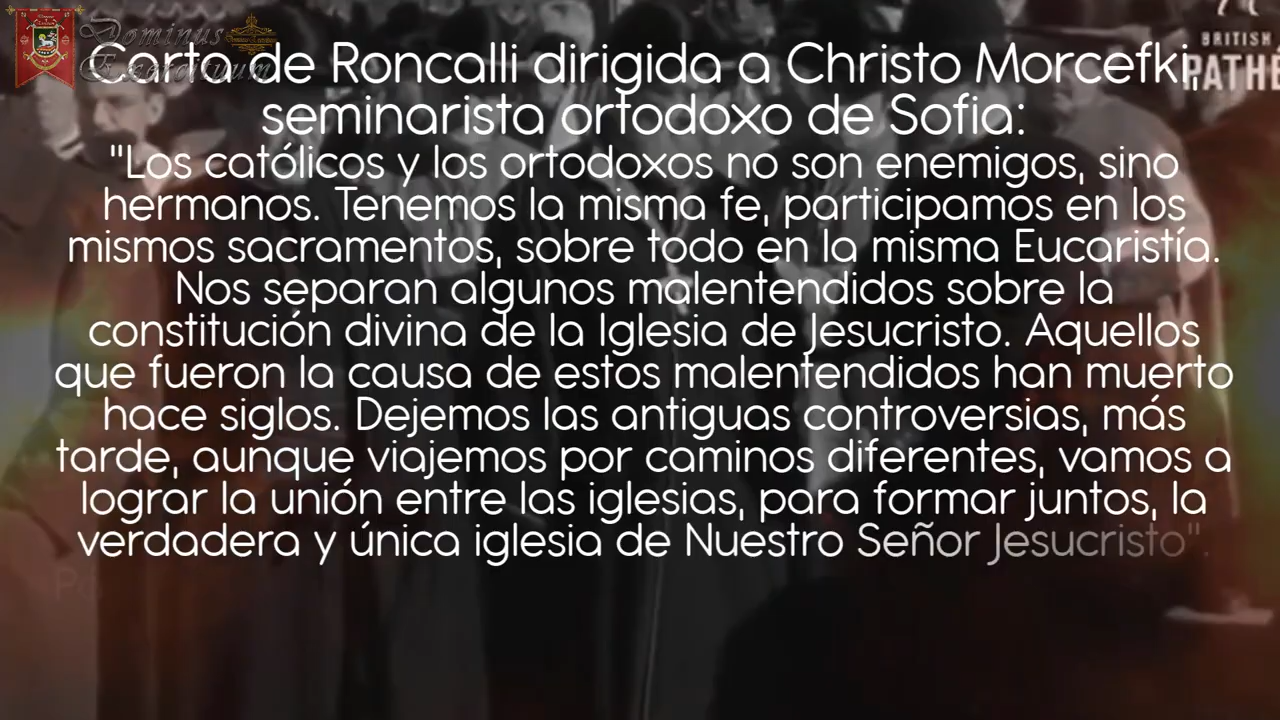 Dominus
Exercituum
BRITISH
PATHÉ
Carta de Roncalli dirigida a Christo Morcefki,
seminarista ortodoxo de Sofia:
"Los católicos y los ortodoxos no son enemigos, sino
hermanos. Tenemos la misma fe, participamos en los
mismos sacramentos, sobre todo en la misma Eucaristía.
Nos separan algunos malentendidos sobre la
constitución divina de la Iglesia de Jesucristo. Aquellos
que fueron la causa de estos malentendidos han muerto
hace siglos. Dejemos las antiguas controversias, más
tarde, aunque viajemos por caminos diferentes, vamos a
lograr la unión entre las iglesias, para formar juntos, la
verdadera y única iglesia de Nuestro Señor Jesucristo".